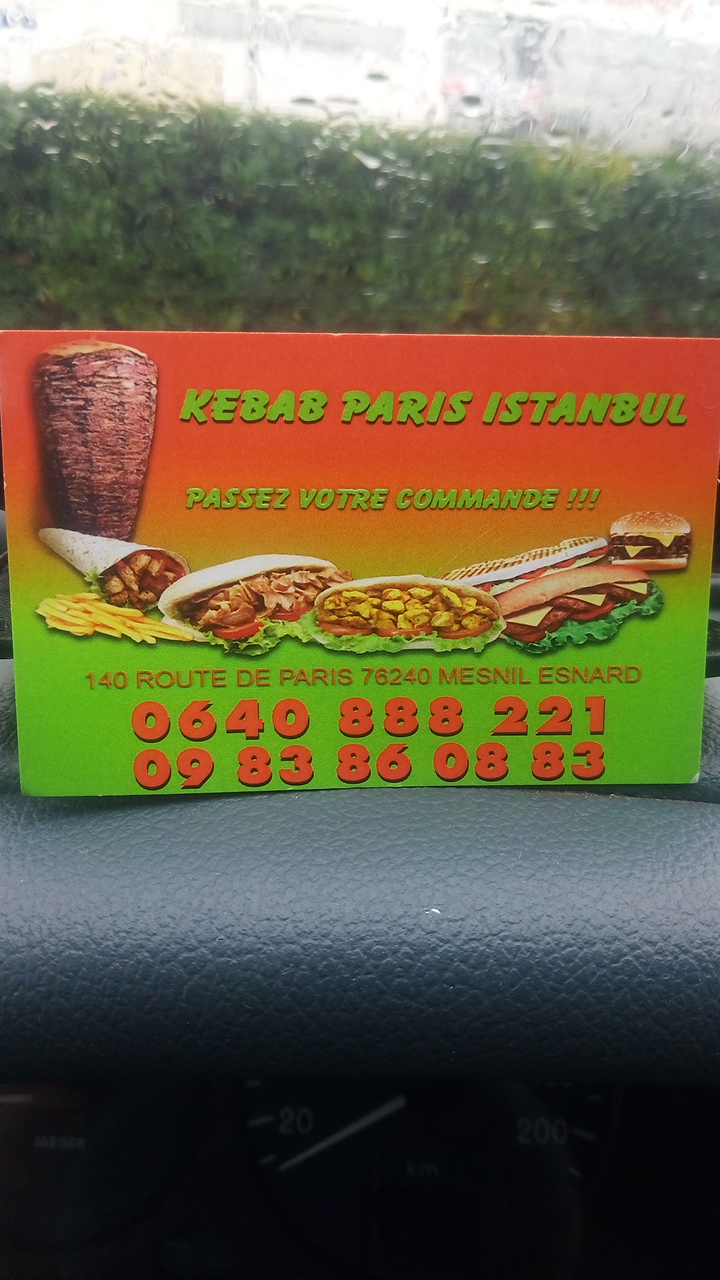 KEBAB PARIS ISTANBUL
PASSEZ VOTRE COMMANDE !!!
140 ROUTE DE PARIS 76240 MESNIL ESNARD
0640 888 221
09 83 86 08 83
20
200
JAEGER
km